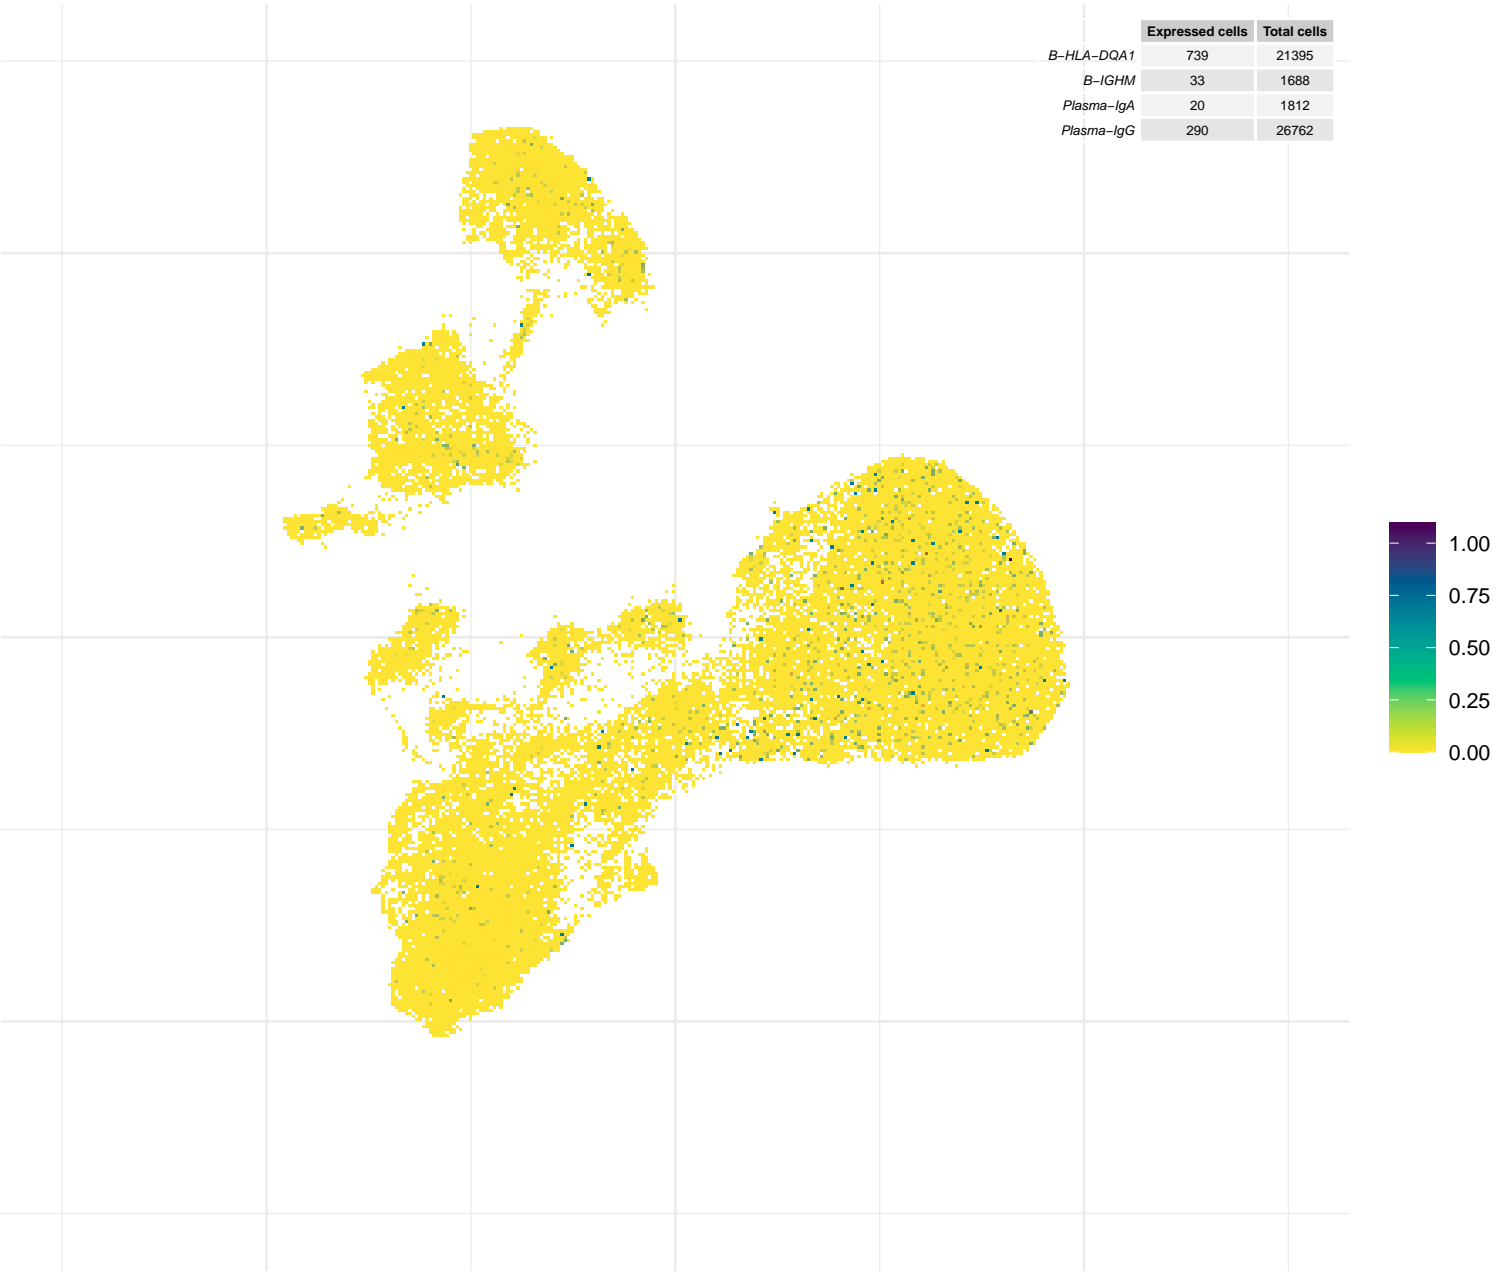 Expressed cells Total cells
B−HLA−DQA1 739 21395
B−IGHM 33 1688
Plasma−IgA 20 1812
Plasma−IgG 290 26762
1.00
0.75
0.50
0.25
0.00